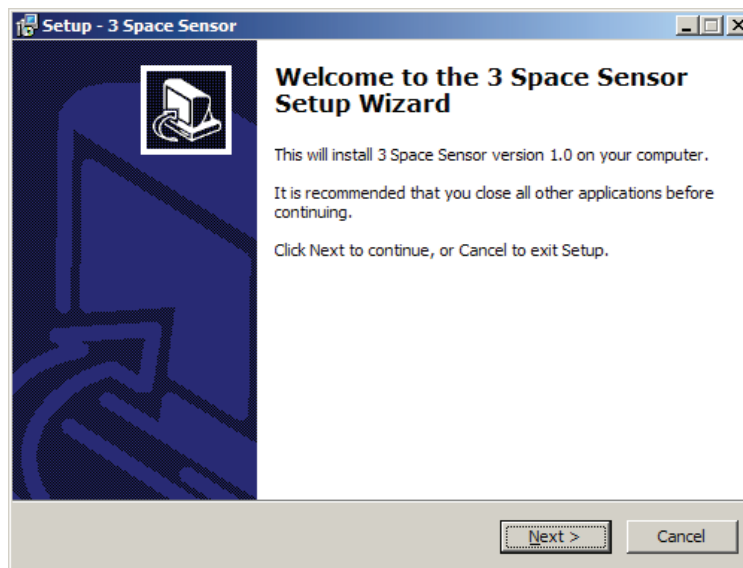 Setup - 3 Space Sensor
Welcome to the 3 Space Sensor
Setup Wizard
This will install 3 Space Sensor version 1.0 on your computer.
It is recommended that you close all other applications before
continuing.
Click Next to continue, or Cancel to exit Setup.
Next >
Cancel